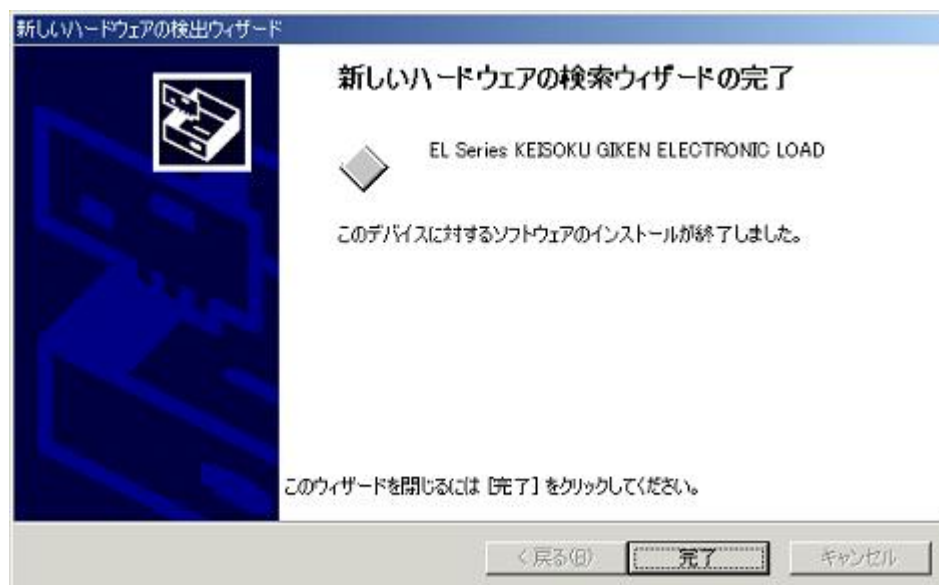 新しいハードウェアの検出ウィザード
新しいハードウェアの検索ウィザードの完了
EL Series KEISOKU GIKEN ELECTRONIC LOAD
このデバイスに対するソフトウェアのインストールが終了しました。
このウィザードを閉じるには [完了] をクリックしてください。
< 戻る(B) 完了 キャンセル